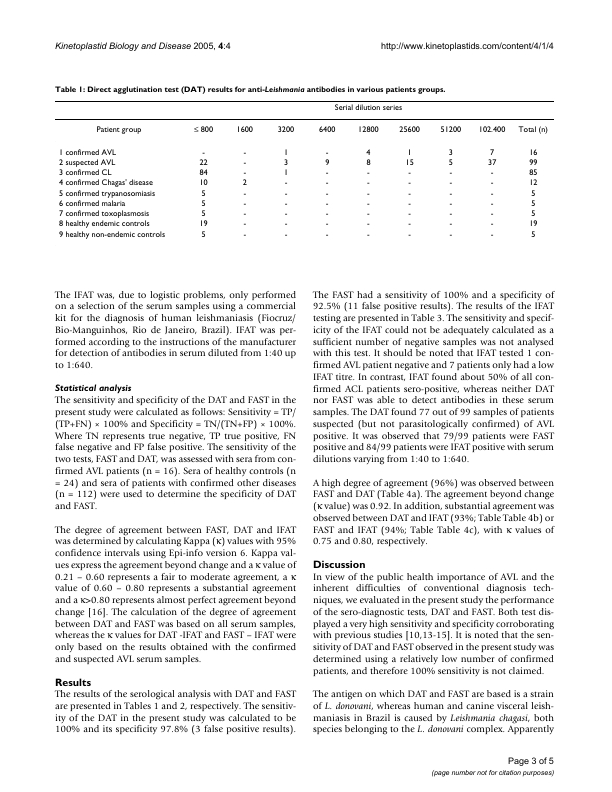 Kinetoplastid Biology and Disease 2005, 4:4
http://www.kinetoplastids.com/content/4/1/4
Table 1: Direct agglutination test (DAT) results for anti-Leishmania antibodies in various patients groups.
Serial dilution series
Patient group ≤ 800 1600 3200 6400 12800 25600 51200 102.400 Total (n)
1 confirmed AVL - - 1 - 4 1 3 7 16
2 suspected AVL 22 - 3 9 8 15 5 37 99
3 confirmed CL 84 - 1 - - - - - 85
4 confirmed Chagas' disease 10 2 - - - - - - 12
5 confirmed trypanosomiasis 5 - - - - - - - 5
6 confirmed malaria 5 - - - - - - - 5
7 confirmed toxoplasmosis 5 - - - - - - - 5
8 healthy endemic controls 19 - - - - - - - 19
9 healthy non-endemic controls 5 - - - - - - - 5
The IFAT was, due to logistic problems, only performed
on a selection of the serum samples using a commercial
kit for the diagnosis of human leishmaniasis (Fiocruz/
Bio-Manguinhos, Rio de Janeiro, Brazil). IFAT was per-
formed according to the instructions of the manufacturer
for detection of antibodies in serum diluted from 1:40 up
to 1:640.
Statistical analysis
The sensitivity and specificity of the DAT and FAST in the
present study were calculated as follows: Sensitivity = TP/
(TP+FN) × 100% and Specificity = TN/(TN+FP) × 100%.
Where TN represents true negative, TP true positive, FN
false negative and FP false positive. The sensitivity of the
two tests, FAST and DAT, was assessed with sera from con-
firmed AVL patients (n = 16). Sera of healthy controls (n
= 24) and sera of patients with confirmed other diseases
(n = 112) were used to determine the specificity of DAT
and FAST.
The degree of agreement between FAST, DAT and IFAT
was determined by calculating Kappa (κ) values with 95%
confidence intervals using Epi-info version 6. Kappa val-
ues express the agreement beyond change and a κ value of
0.21 – 0.60 represents a fair to moderate agreement, a κ
value of 0.60 – 0.80 represents a substantial agreement
and a κ>0.80 represents almost perfect agreement beyond
change [16]. The calculation of the degree of agreement
between DAT and FAST was based on all serum samples,
whereas the κ values for DAT -IFAT and FAST – IFAT were
only based on the results obtained with the confirmed
and suspected AVL serum samples.
Results
The results of the serological analysis with DAT and FAST
are presented in Tables 1 and 2, respectively. The sensitiv-
ity of the DAT in the present study was calculated to be
100% and its specificity 97.8% (3 false positive results).
The FAST had a sensitivity of 100% and a specificity of
92.5% (11 false positive results). The results of the IFAT
testing are presented in Table 3. The sensitivity and specif-
icity of the IFAT could not be adequately calculated as a
sufficient number of negative samples was not analysed
with this test. It should be noted that IFAT tested 1 con-
firmed AVL patient negative and 7 patients only had a low
IFAT titre. In contrast, IFAT found about 50% of all con-
firmed ACL patients sero-positive, whereas neither DAT
nor FAST was able to detect antibodies in these serum
samples. The DAT found 77 out of 99 samples of patients
suspected (but not parasitologically confirmed) of AVL
positive. It was observed that 79/99 patients were FAST
positive and 84/99 patients were IFAT positive with serum
dilutions varying from 1:40 to 1:640.
A high degree of agreement (96%) was observed between
FAST and DAT (Table 4a). The agreement beyond change
(κ value) was 0.92. In addition, substantial agreement was
observed between DAT and IFAT (93%; Table Table 4b) or
FAST and IFAT (94%; Table Table 4c), with κ values of
0.75 and 0.80, respectively.
Discussion
In view of the public health importance of AVL and the
inherent difficulties of conventional diagnosis tech-
niques, we evaluated in the present study the performance
of the sero-diagnostic tests, DAT and FAST. Both test dis-
played a very high sensitivity and specificity corroborating
with previous studies [10,13-15]. It is noted that the sen-
sitivity of DAT and FAST observed in the present study was
determined using a relatively low number of confirmed
patients, and therefore 100% sensitivity is not claimed.
The antigen on which DAT and FAST are based is a strain
of L. donovani, whereas human and canine visceral leish-
maniasis in Brazil is caused by Leishmania chagasi, both
species belonging to the L. donovani complex. Apparently
Page 3 of 5
(page number not for citation purposes)